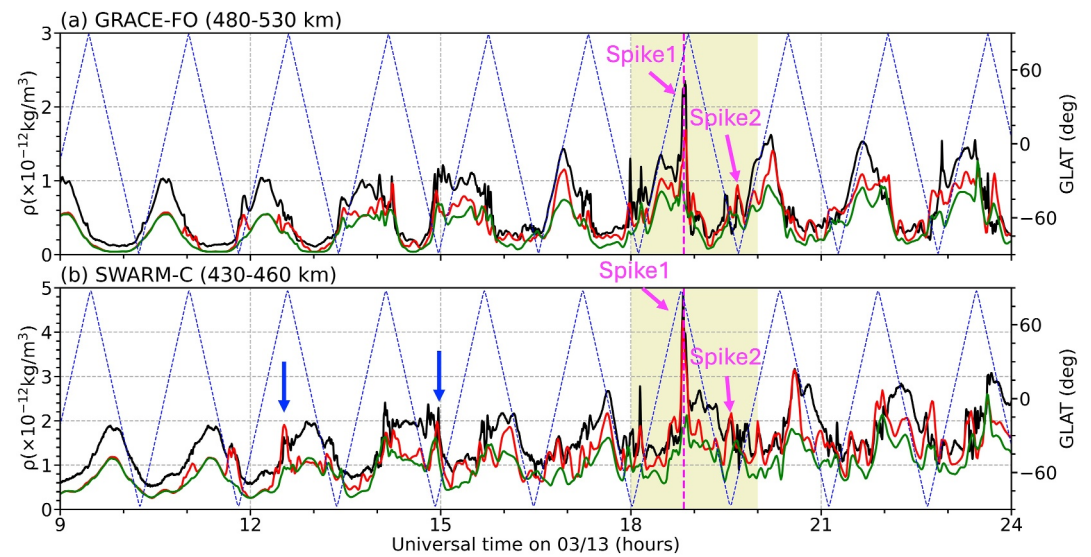 (a) GRACE-FO (480-530 km)
3
2
1
0
ρ(×10⁻¹²kg/m³)
Spike1
Spike2
60
0
−60
GLAT (deg)
(b) SWARM-C (430-460 km)
Spike1
5
4
3
2
1
0
ρ(×10⁻¹²kg/m³)
Spike2
60
0
−60
GLAT (deg)
9 12 15 18 21 24
Universal time on 03/13 (hours)